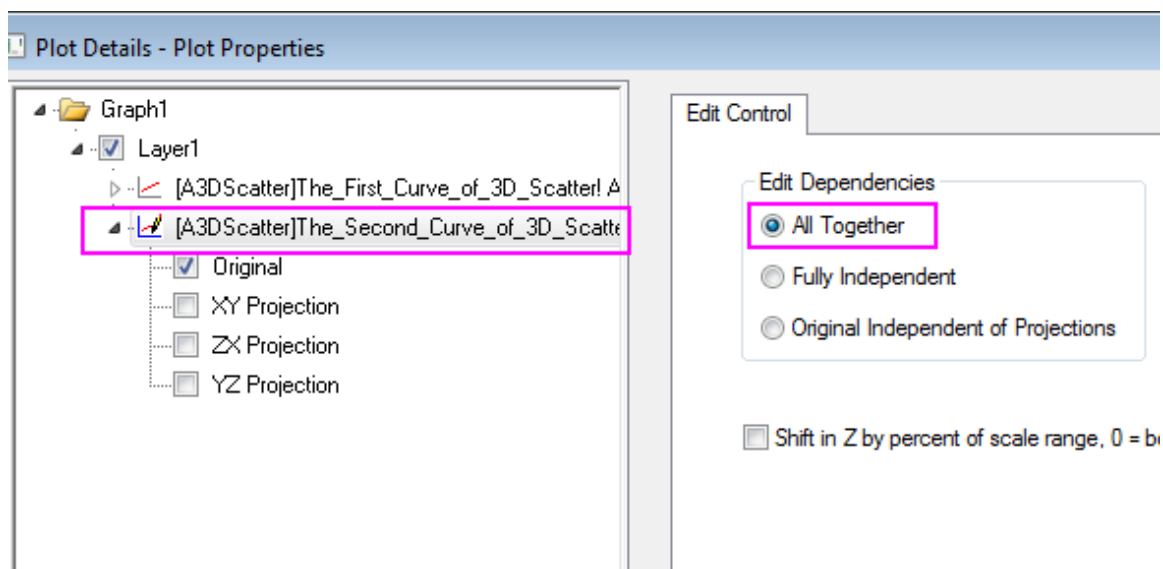 Plot Details - Plot Properties
Graph1
Layer1
[A3DScatter]The_First_Curve_of_3D_Scatter! A
[A3DScatter]The_Second_Curve_of_3D_Scatte
Original
XY Projection
ZX Projection
YZ Projection
Edit Control
Edit Dependencies
All Together
Fully Independent
Original Independent of Projections
Shift in Z by percent of scale range, 0 = b